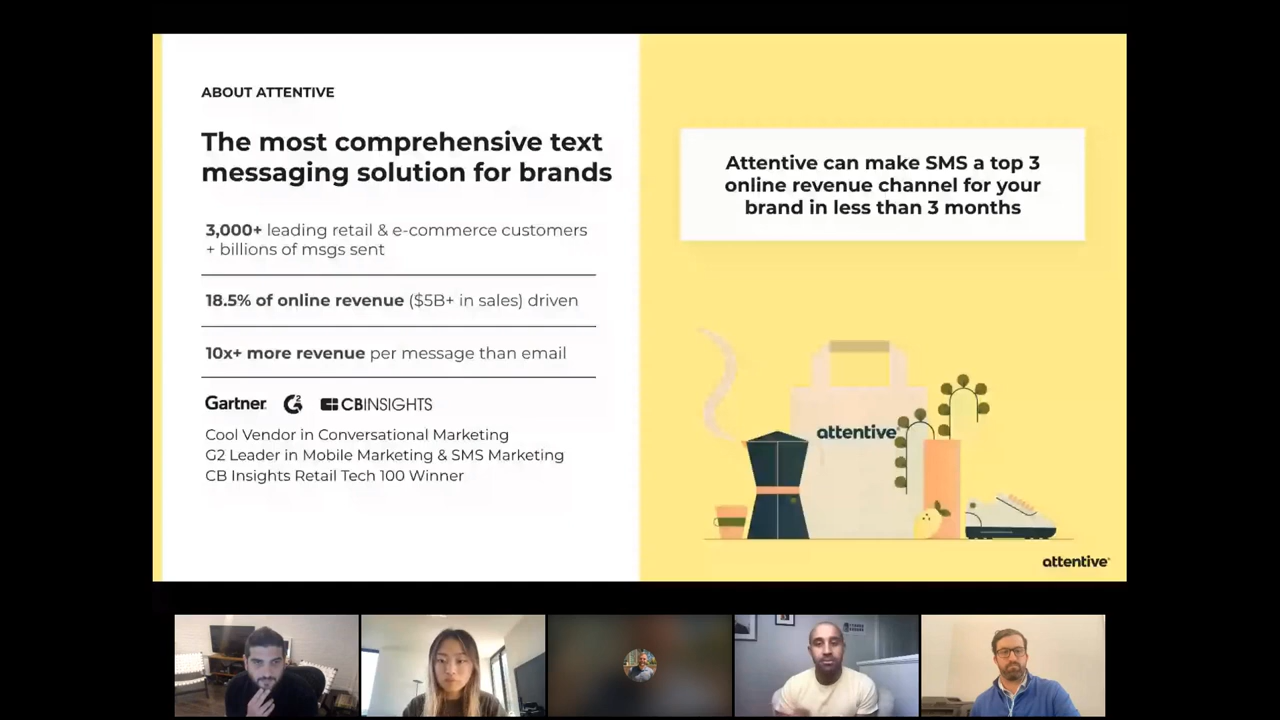 ABOUT ATTENTIVE
The most comprehensive text
messaging solution for brands
3,000+ leading retail & e-commerce customers
+ billions of msgs sent
18.5% of online revenue ($5B+ in sales) driven
10x+ more revenue per message than email
Gartner G2 CBINSIGHTS
Cool Vendor in Conversational Marketing
G2 Leader in Mobile Marketing & SMS Marketing
CB Insights Retail Tech 100 Winner
Attentive can make SMS a top 3
online revenue channel for your
brand in less than 3 months
attentive
attentive